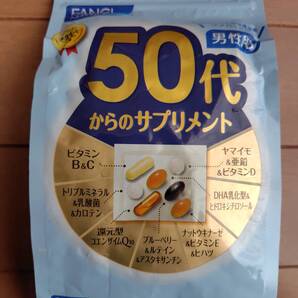 FANCL
男性用
50代
からのサプリメント
ビタミン
B&C
ヤマイモ
&亜鉛
&ビタミンD
トリプルミネラル
&乳酸菌
&カロテン
DHA乳化型&
ヒドロキシチロソール
還元型
コエンザイムQ10
ブルーベリー
&ルテイン
&アスタキサンチン
ナットウキナーゼ
&ビタミンE
&ヒハツ